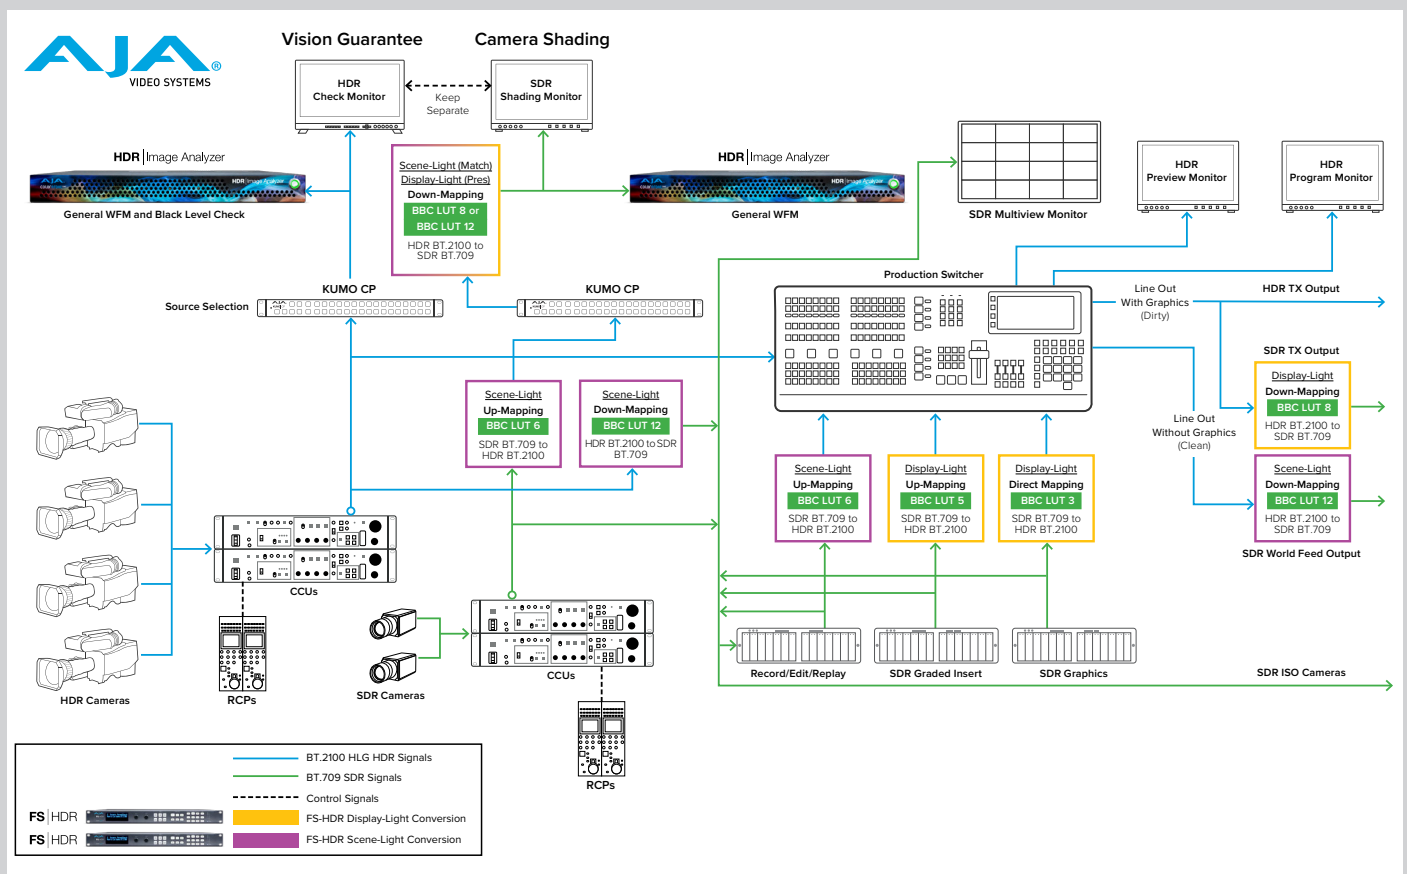 AJA®
VIDEO SYSTEMS
Vision Guarantee
Camera Shading
HDR
Check Monitor
Keep
Separate
SDR
Shading Monitor
HDR Image Analyzer
AJA
HDR Image Analyzer
General WFM and Black Level Check
Scene-Light (Match)
Display-Light (Pres)
Down-Mapping
BBC LUT 8 or
BBC LUT 12
HDR BT.2100 to
SDR BT.709
HDR Image Analyzer
AJA
HDR Image Analyzer
General WFM
SDR Multiview Monitor
HDR
Preview Monitor
HDR
Program Monitor
Source Selection
KUMO CP
AJA
KUMO CP
AJA
Production Switcher
Line Out
With Graphics
(Dirty)
HDR TX Output
SDR TX Output
Display-Light
Down-Mapping
BBC LUT 8
HDR BT.2100 to
SDR BT.709
Line Out
Without Graphics
(Clean)
Scene-Light
Down-Mapping
BBC LUT 12
HDR BT.2100 to
SDR BT.709
SDR World Feed Output
Scene-Light
Up-Mapping
BBC LUT 6
SDR BT.709 to
HDR BT.2100
Scene-Light
Down-Mapping
BBC LUT 12
HDR BT.2100 to SDR
BT.709
Scene-Light
Up-Mapping
BBC LUT 6
SDR BT.709 to
HDR BT.2100
Display-Light
Up-Mapping
BBC LUT 5
SDR BT.709 to
HDR BT.2100
Display-Light
Direct Mapping
BBC LUT 3
SDR BT.709 to
HDR BT.2100
HDR Cameras
CCUs
RCPs
SDR Cameras
CCUs
RCPs
Record/Edit/Replay
SDR Graded Insert
SDR Graphics
SDR ISO Cameras
BT.2100 HLG HDR Signals
BT.709 SDR Signals
Control Signals
FS HDR
FS-HDR Display-Light Conversion
FS HDR
FS-HDR Scene-Light Conversion